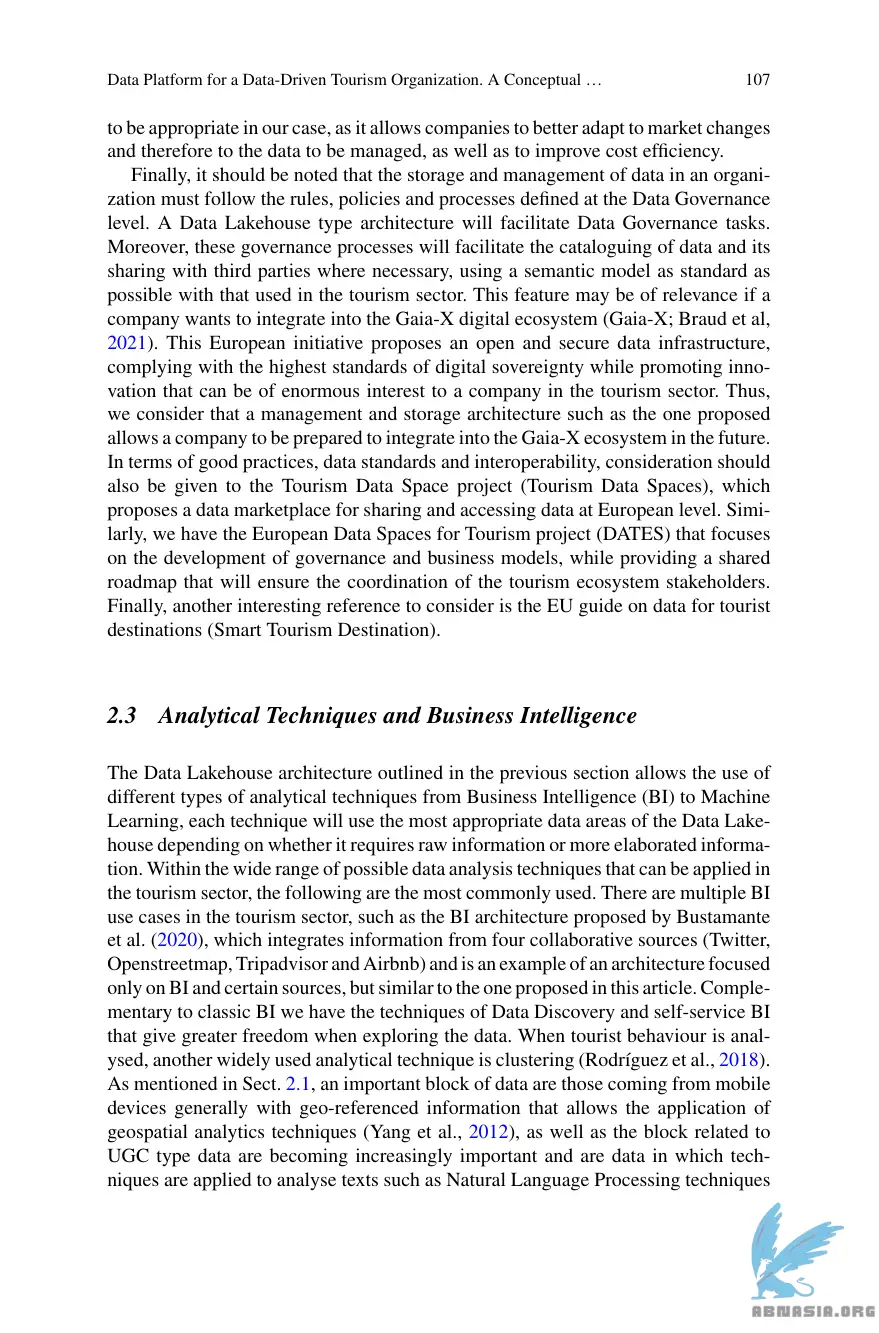 Data Platform for a Data-Driven Tourism Organization. A Conceptual … 107
to be appropriate in our case, as it allows companies to better adapt to market changes
and therefore to the data to be managed, as well as to improve cost efficiency.
Finally, it should be noted that the storage and management of data in an organi-
zation must follow the rules, policies and processes defined at the Data Governance
level. A Data Lakehouse type architecture will facilitate Data Governance tasks.
Moreover, these governance processes will facilitate the cataloguing of data and its
sharing with third parties where necessary, using a semantic model as standard as
possible with that used in the tourism sector. This feature may be of relevance if a
company wants to integrate into the Gaia-X digital ecosystem (Gaia-X; Braud et al,
2021). This European initiative proposes an open and secure data infrastructure,
complying with the highest standards of digital sovereignty while promoting inno-
vation that can be of enormous interest to a company in the tourism sector. Thus,
we consider that a management and storage architecture such as the one proposed
allows a company to be prepared to integrate into the Gaia-X ecosystem in the future.
In terms of good practices, data standards and interoperability, consideration should
also be given to the Tourism Data Space project (Tourism Data Spaces), which
proposes a data marketplace for sharing and accessing data at European level. Simi-
larly, we have the European Data Spaces for Tourism project (DATES) that focuses
on the development of governance and business models, while providing a shared
roadmap that will ensure the coordination of the tourism ecosystem stakeholders.
Finally, another interesting reference to consider is the EU guide on data for tourist
destinations (Smart Tourism Destination).
2.3 Analytical Techniques and Business Intelligence
The Data Lakehouse architecture outlined in the previous section allows the use of
different types of analytical techniques from Business Intelligence (BI) to Machine
Learning, each technique will use the most appropriate data areas of the Data Lake-
house depending on whether it requires raw information or more elaborated informa-
tion. Within the wide range of possible data analysis techniques that can be applied in
the tourism sector, the following are the most commonly used. There are multiple BI
use cases in the tourism sector, such as the BI architecture proposed by Bustamante
et al. (2020), which integrates information from four collaborative sources (Twitter,
Openstreetmap, Tripadvisor and Airbnb) and is an example of an architecture focused
only on BI and certain sources, but similar to the one proposed in this article. Comple-
mentary to classic BI we have the techniques of Data Discovery and self-service BI
that give greater freedom when exploring the data. When tourist behaviour is anal-
ysed, another widely used analytical technique is clustering (Rodríguez et al., 2018).
As mentioned in Sect. 2.1, an important block of data are those coming from mobile
devices generally with geo-referenced information that allows the application of
geospatial analytics techniques (Yang et al., 2012), as well as the block related to
UGC type data are becoming increasingly important and are data in which tech-
niques are applied to analyse texts such as Natural Language Processing techniques
ABNASIA.ORG